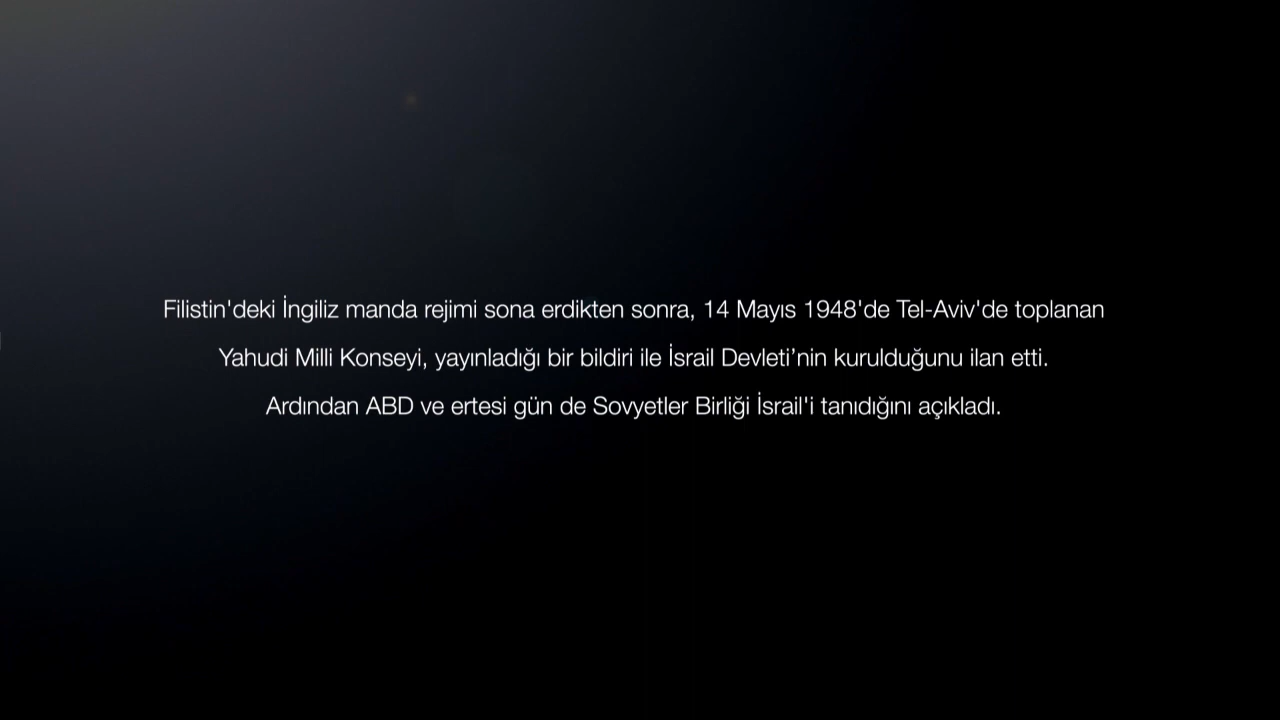 Filistin'deki İngiliz manda rejimi sona erdikten sonra, 14 Mayıs 1948'de Tel-Aviv'de toplanan
Yahudi Milli Konseyi, yayınladığı bir bildiri ile İsrail Devleti’nin kurulduğunu ilan etti.
Ardından ABD ve ertesi gün de Sovyetler Birliği İsrail'i tanıdığını açıkladı.